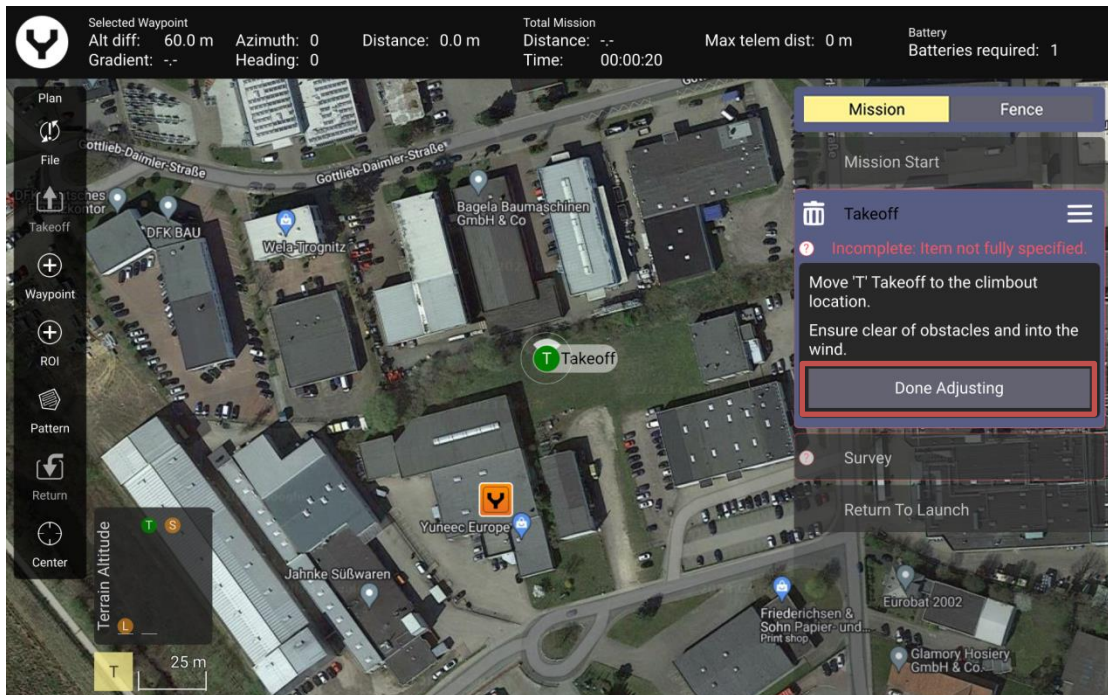 Selected Waypoint
Alt diff: 60.0 m
Azimuth: 0
Distance: 0.0 m
Gradient: -.-
Heading: 0
Total Mission
Distance: -.-
Max telem dist: 0 m
Time: 00:00:20
Battery
Batteries required: 1
Plan
File
Takeoff
Waypoint
ROI
Pattern
Return
Center
Mission
Fence
Mission Start
Takeoff
Incomplete: Item not fully specified.
Move 'T' Takeoff to the climbout
location.
Ensure clear of obstacles and into the
wind.
Done Adjusting
Survey
Return To Launch
Gottlieb-Daimler-Straße
Gottlieb-Daimler-Straße
DFK BAU
Wela-Trognitz
Bagela Baumaschinen
GmbH & Co
T Takeoff
Yuneec Europe
Jahnke Süßwaren
Friederichsen &
Sohn Papier- und...
Print shop
Eurobat 2002
Glamory Hosiery
GmbH & Co.
Terrain Altitude
T
S
L
T
25 m